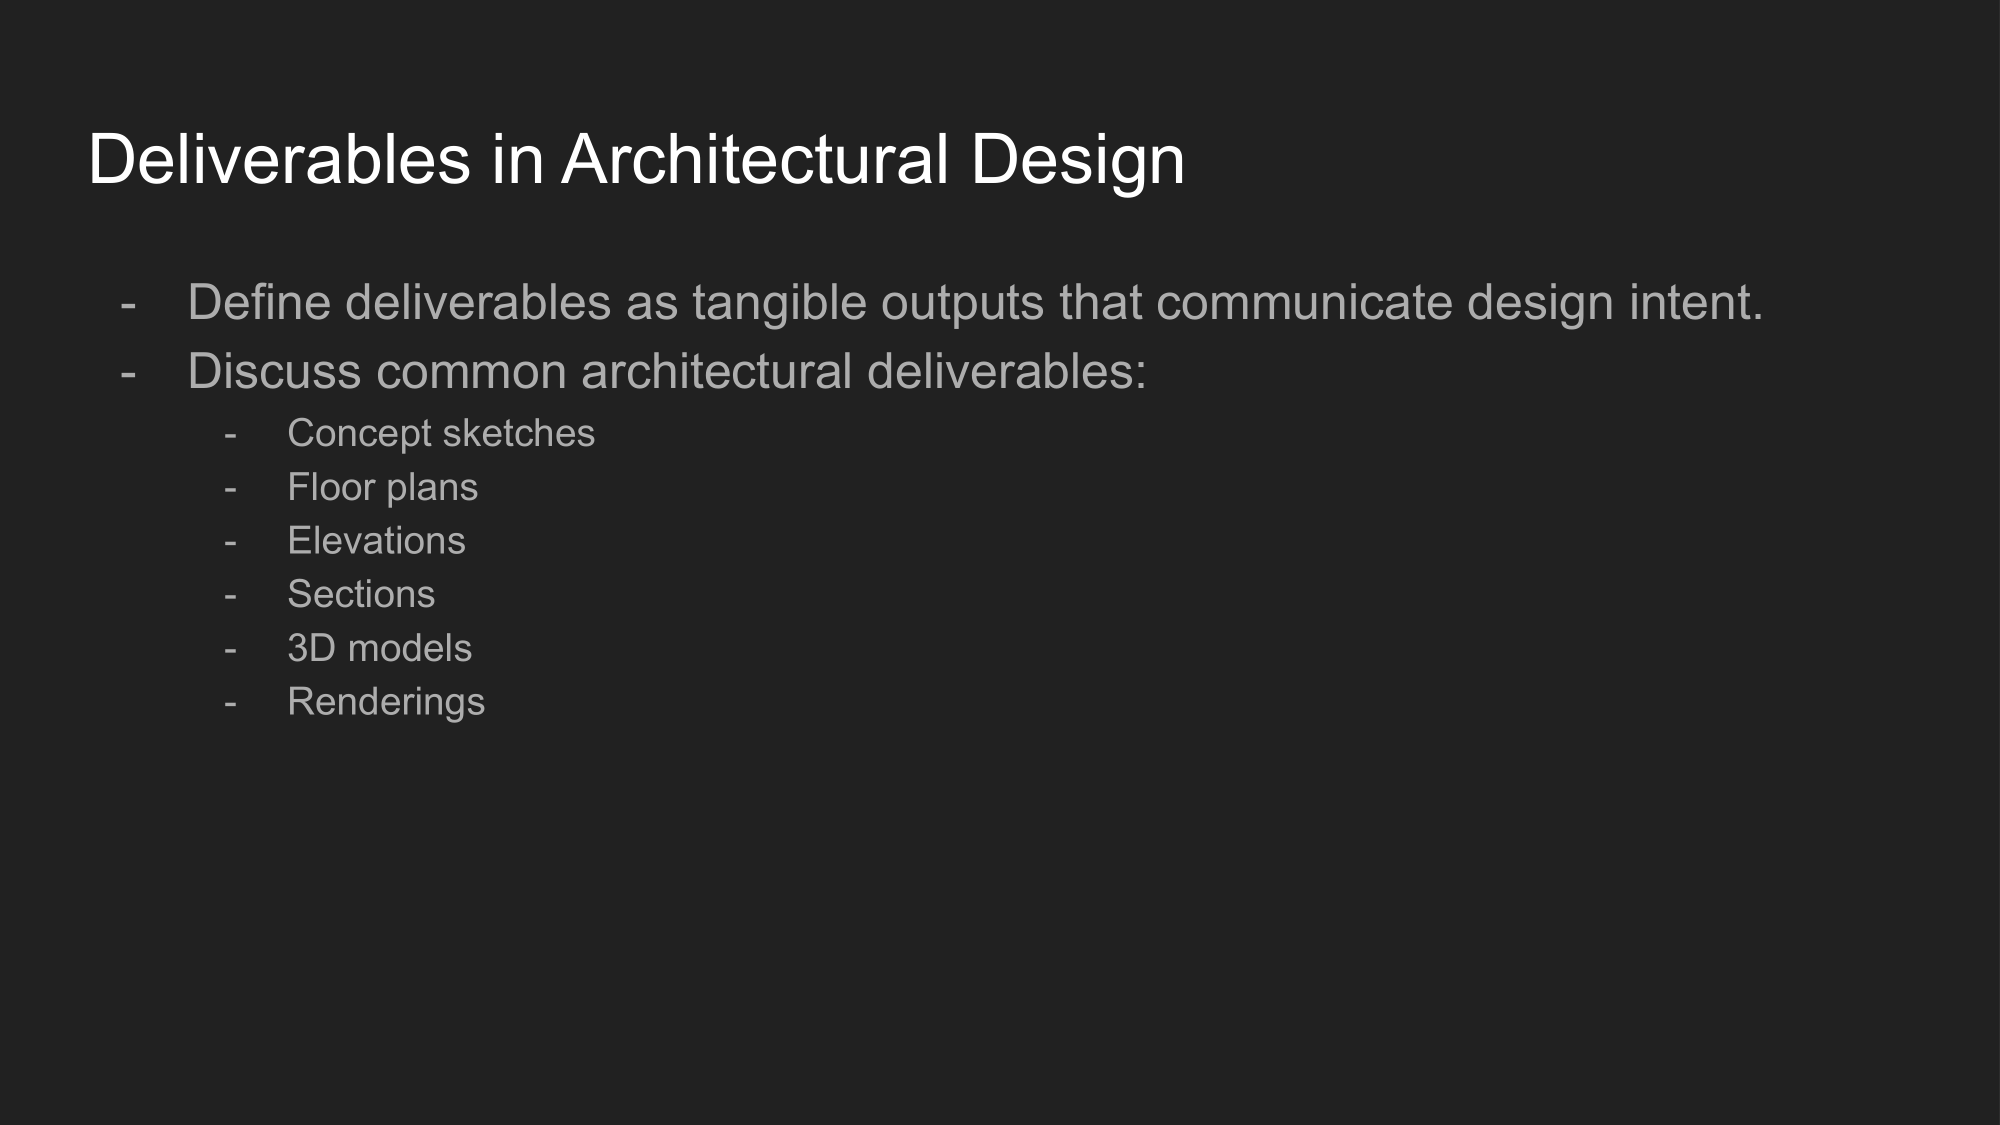 Deliverables in Architectural Design
- Define deliverables as tangible outputs that communicate design intent.
- Discuss common architectural deliverables:
- Concept sketches
- Floor plans
- Elevations
- Sections
- 3D models
- Renderings